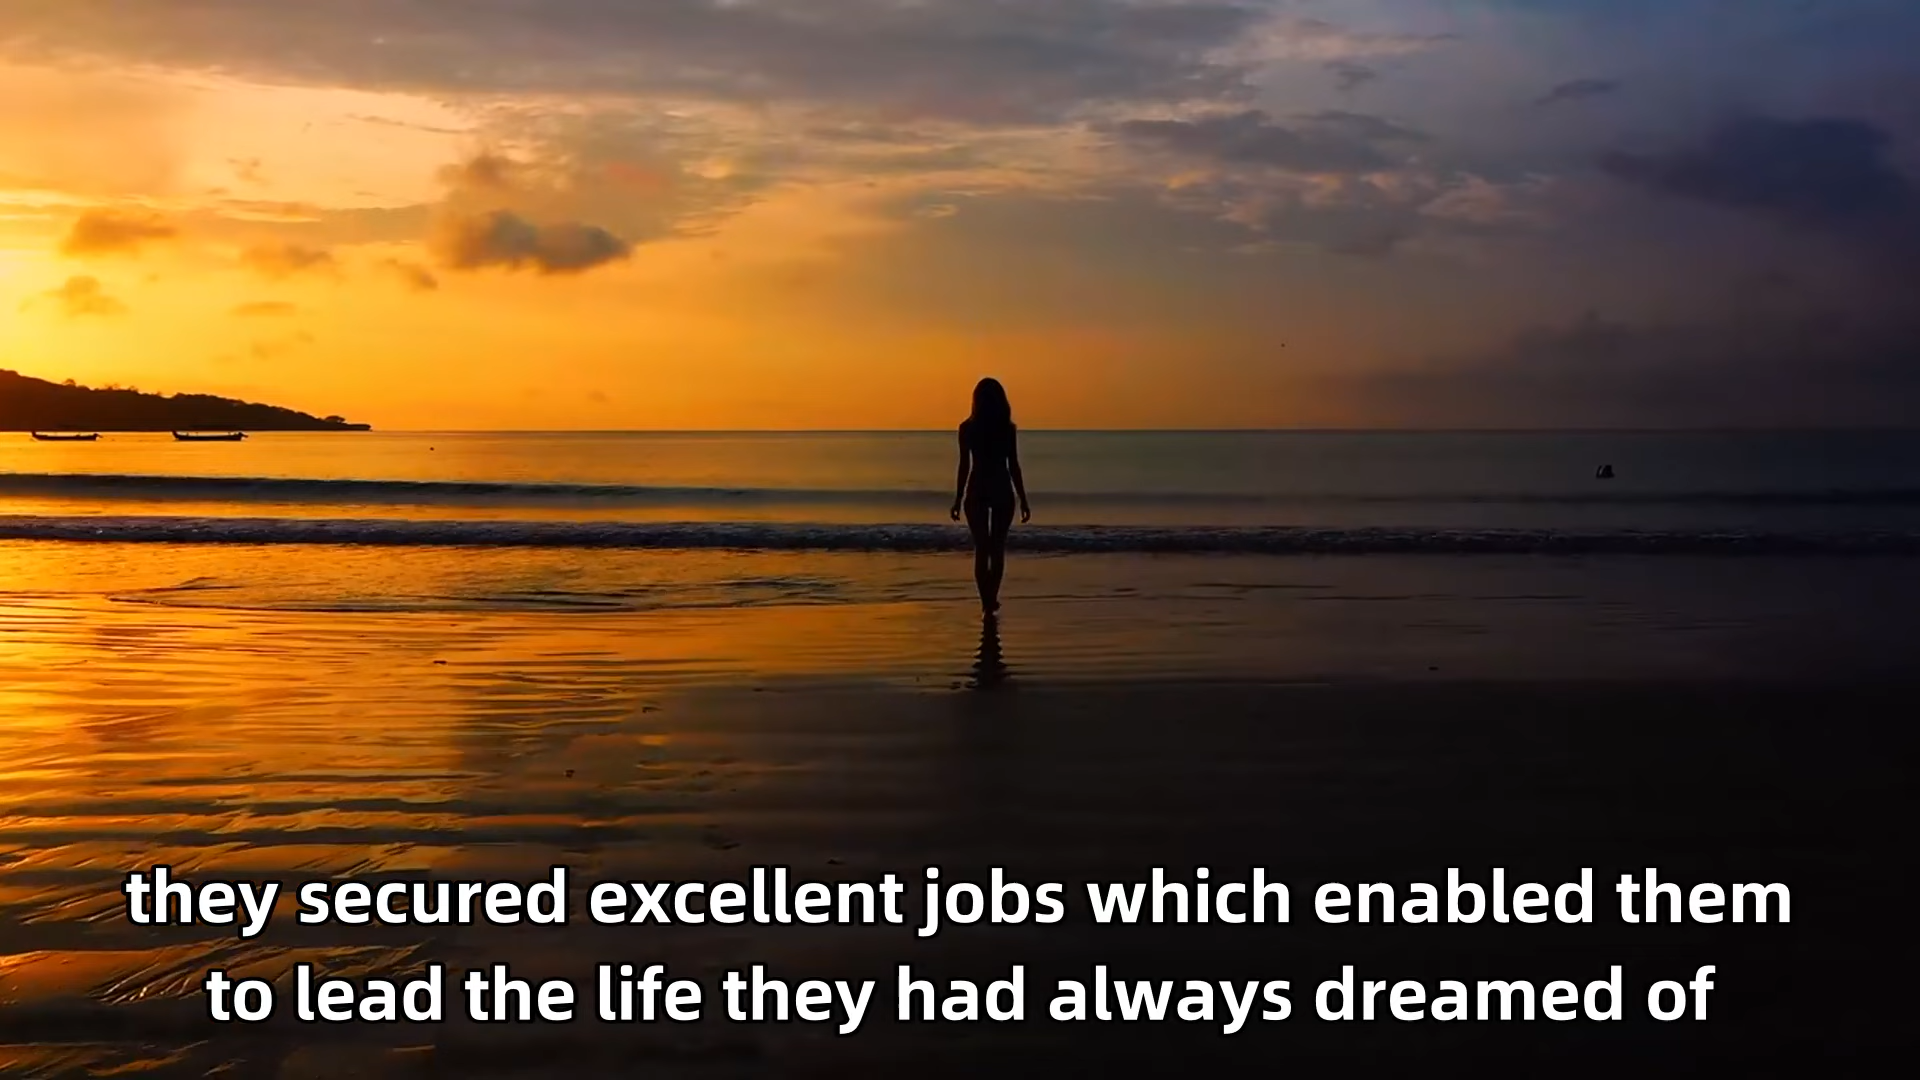 they secured excellent jobs which enabled them
to lead the life they had always dreamed of